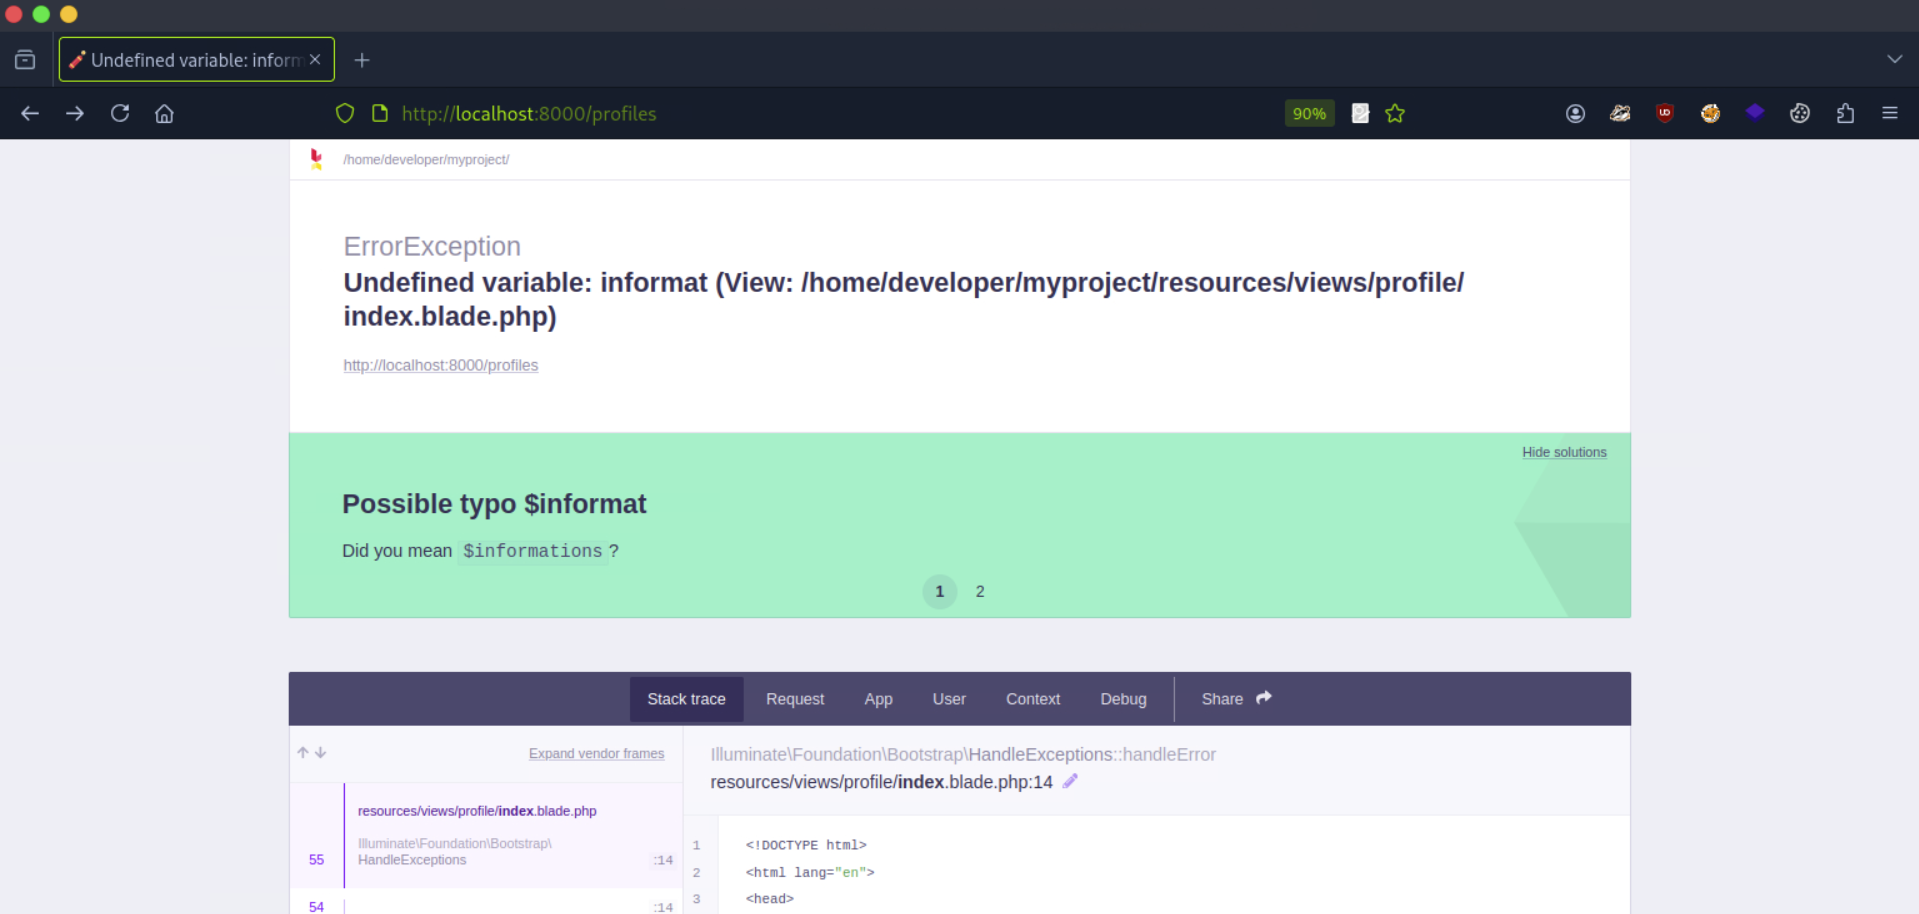 Undefined variable: inform
http://localhost:8000/profiles
90%
/home/developer/myproject/
ErrorException
Undefined variable: informat (View: /home/developer/myproject/resources/views/profile/
index.blade.php)
http://localhost:8000/profiles
Hide solutions
Possible typo $informat
Did you mean $informations ?
1 2
Stack trace Request App User Context Debug Share
Expand vendor frames
Illuminate\Foundation\Bootstrap\HandleExceptions::handleError
resources/views/profile/index.blade.php:14
resources/views/profile/index.blade.php
Illuminate\Foundation\Bootstrap\
55 HandleExceptions :14
54 :14
1 <!DOCTYPE html>
2 <html lang="en">
3 <head>